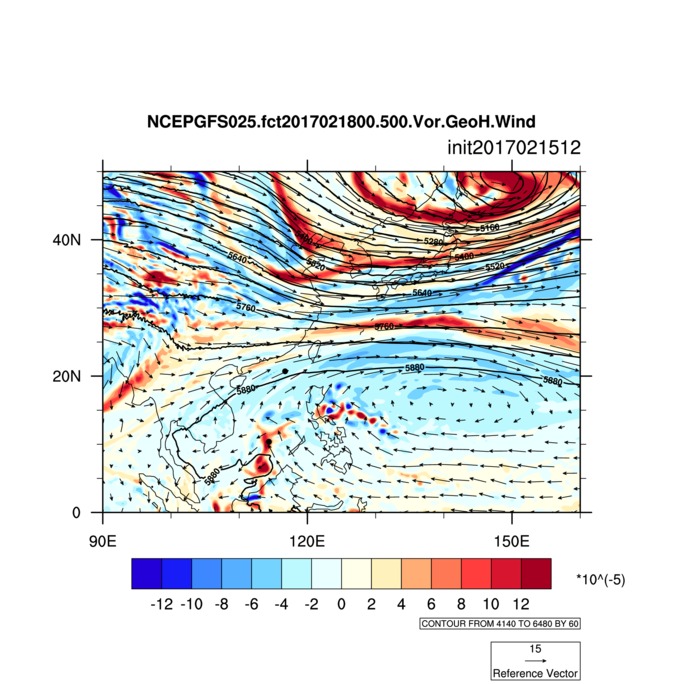 NCEPGFS025.fct2017021800.500.Vor.GeoH.Wind
init2017021512
5160
5280
5400
5520
5640
5640
5760
5760
5880
5880
5880
5880
40N
20N
0
90E 120E 150E
-12 -10 -8 -6 -4 -2 0 2 4 6 8 10 12
*10^(-5)
CONTOUR FROM 4140 TO 6480 BY 60
15
Reference Vector